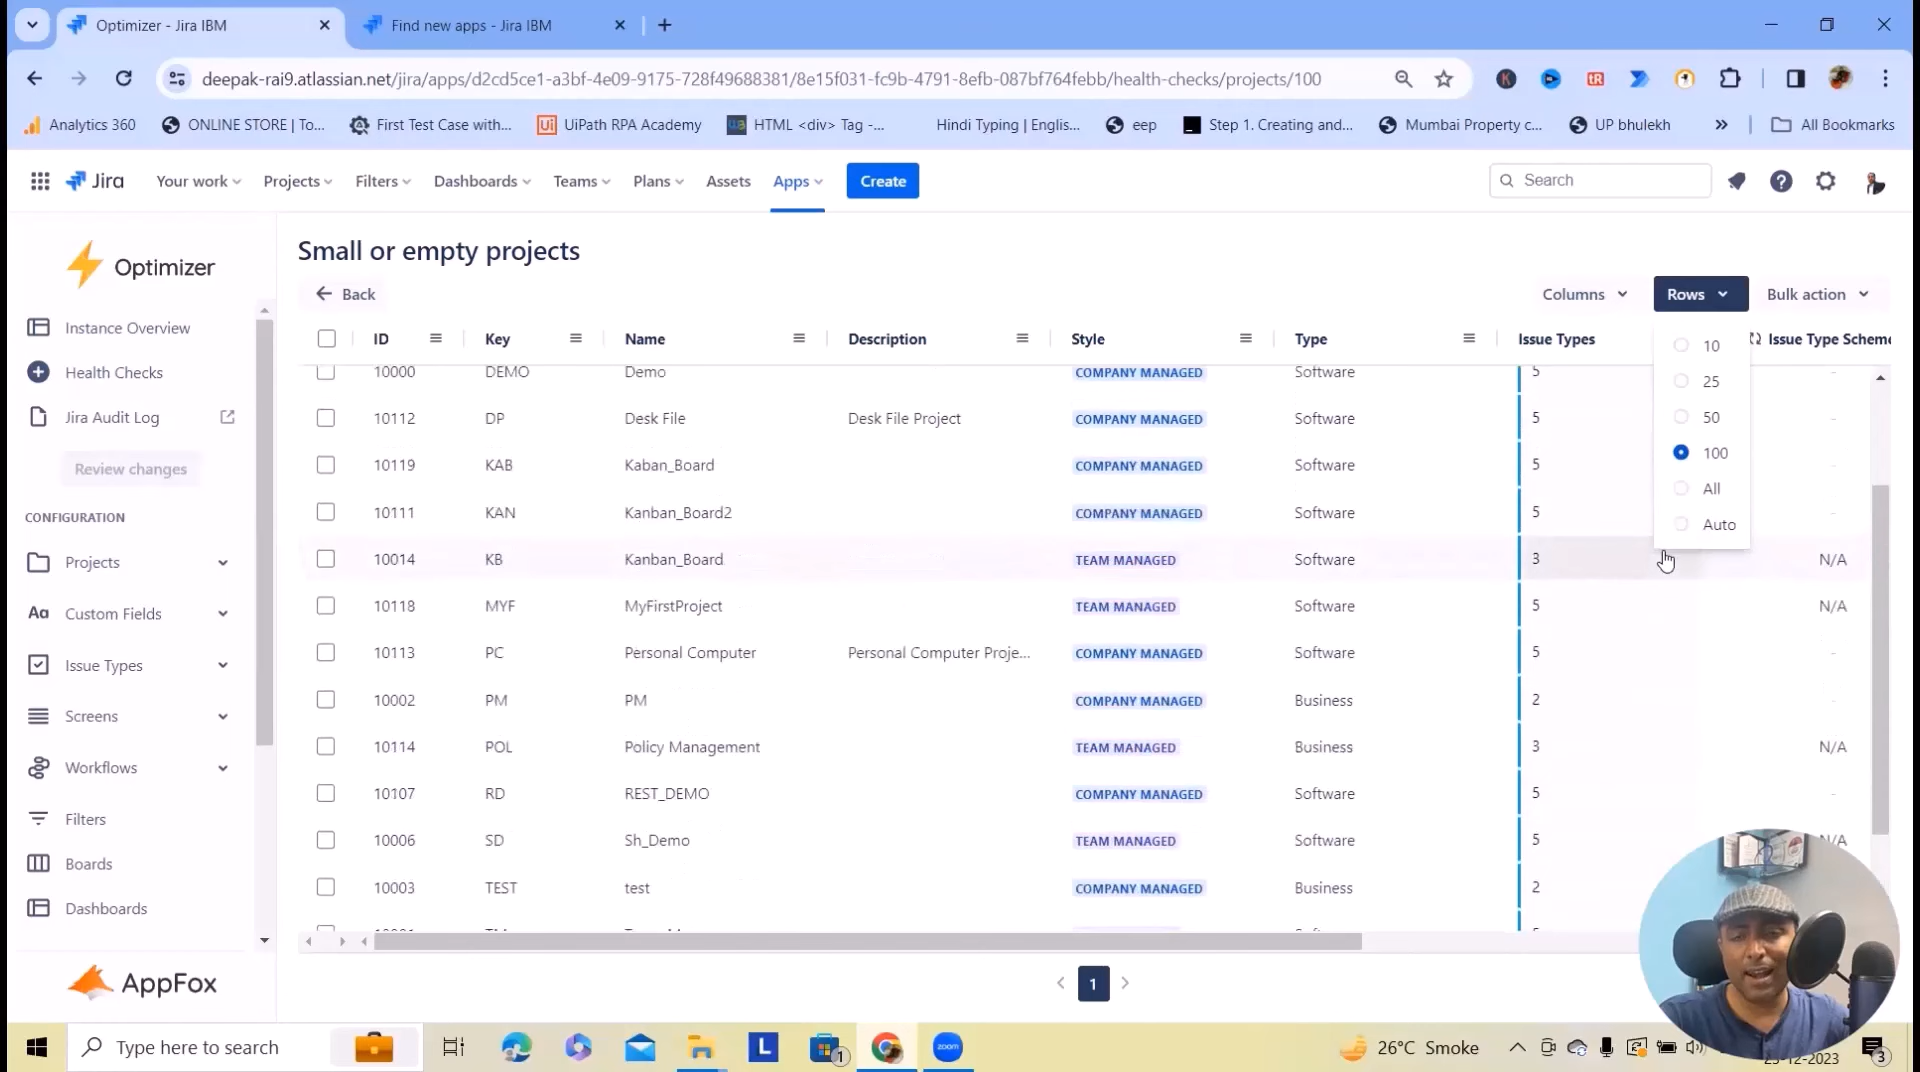 Optimizer - Jira IBM
Find new apps - Jira IBM
deepak-rai9.atlassian.net/jira/apps/d2cd5ce1-a3bf-4e09-9175-728f49688381/8e15f031-fc9b-4791-8efb-087bf764febb/health-checks/projects/100
Analytics 360 ONLINE STORE | To... First Test Case with... UiPath RPA Academy HTML <div> Tag -... Hindi Typing | Englis... eep Step 1. Creating and... Mumbai Property c... UP bhulekh » All Bookmarks
Jira Your work Projects Filters Dashboards Teams Plans Assets Apps Create Search
Optimizer
Instance Overview
Health Checks
Jira Audit Log
Review changes
CONFIGURATION
Projects
Custom Fields
Issue Types
Screens
Workflows
Filters
Boards
Dashboards
AppFox
Small or empty projects
Back Columns Rows Bulk action
ID Key Name Description Style Type Issue Types Issue Type Scheme
10000 DEMO Demo COMPANY MANAGED Software 5 -
10112 DP Desk File Desk File Project COMPANY MANAGED Software 5 -
10119 KAB Kaban_Board COMPANY MANAGED Software 5 -
10111 KAN Kanban_Board2 COMPANY MANAGED Software 5 -
10014 KB Kanban_Board TEAM MANAGED Software 3 N/A
10118 MYF MyFirstProject TEAM MANAGED Software 5 N/A
10113 PC Personal Computer Personal Computer Proje... COMPANY MANAGED Software 5 -
10002 PM PM COMPANY MANAGED Business 2 -
10114 POL Policy Management TEAM MANAGED Business 3 N/A
10107 RD REST_DEMO COMPANY MANAGED Software 5 -
10006 SD Sh_Demo TEAM MANAGED Software 5 N/A
10003 TEST test COMPANY MANAGED Business 2
10
25
50
100
All
Auto
1
Type here to search
L
1
zoom
26°C Smoke
23-12-2023
3